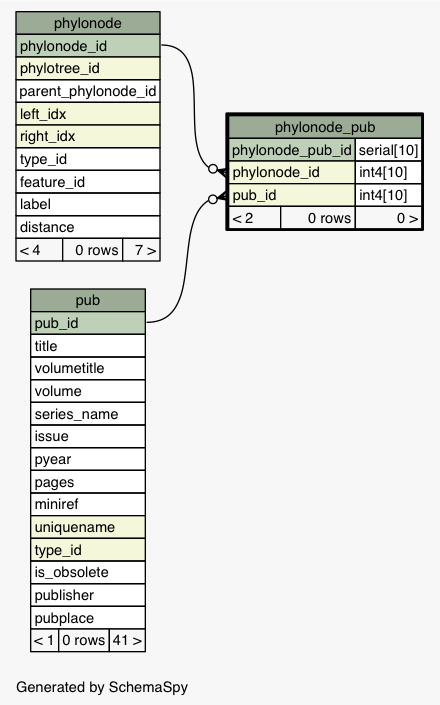 phylonode
phylonode_id
phylotree_id
parent_phylonode_id
left_idx
right_idx
type_id
feature_id
label
distance
< 4 0 rows 7 >
phylonode_pub
phylonode_pub_id serial[10]
phylonode_id int4[10]
pub_id int4[10]
< 2 0 rows 0 >
pub
pub_id
title
volumetitle
volume
series_name
issue
pyear
pages
miniref
uniquename
type_id
is_obsolete
publisher
pubplace
< 1 0 rows 41 >
Generated by SchemaSpy